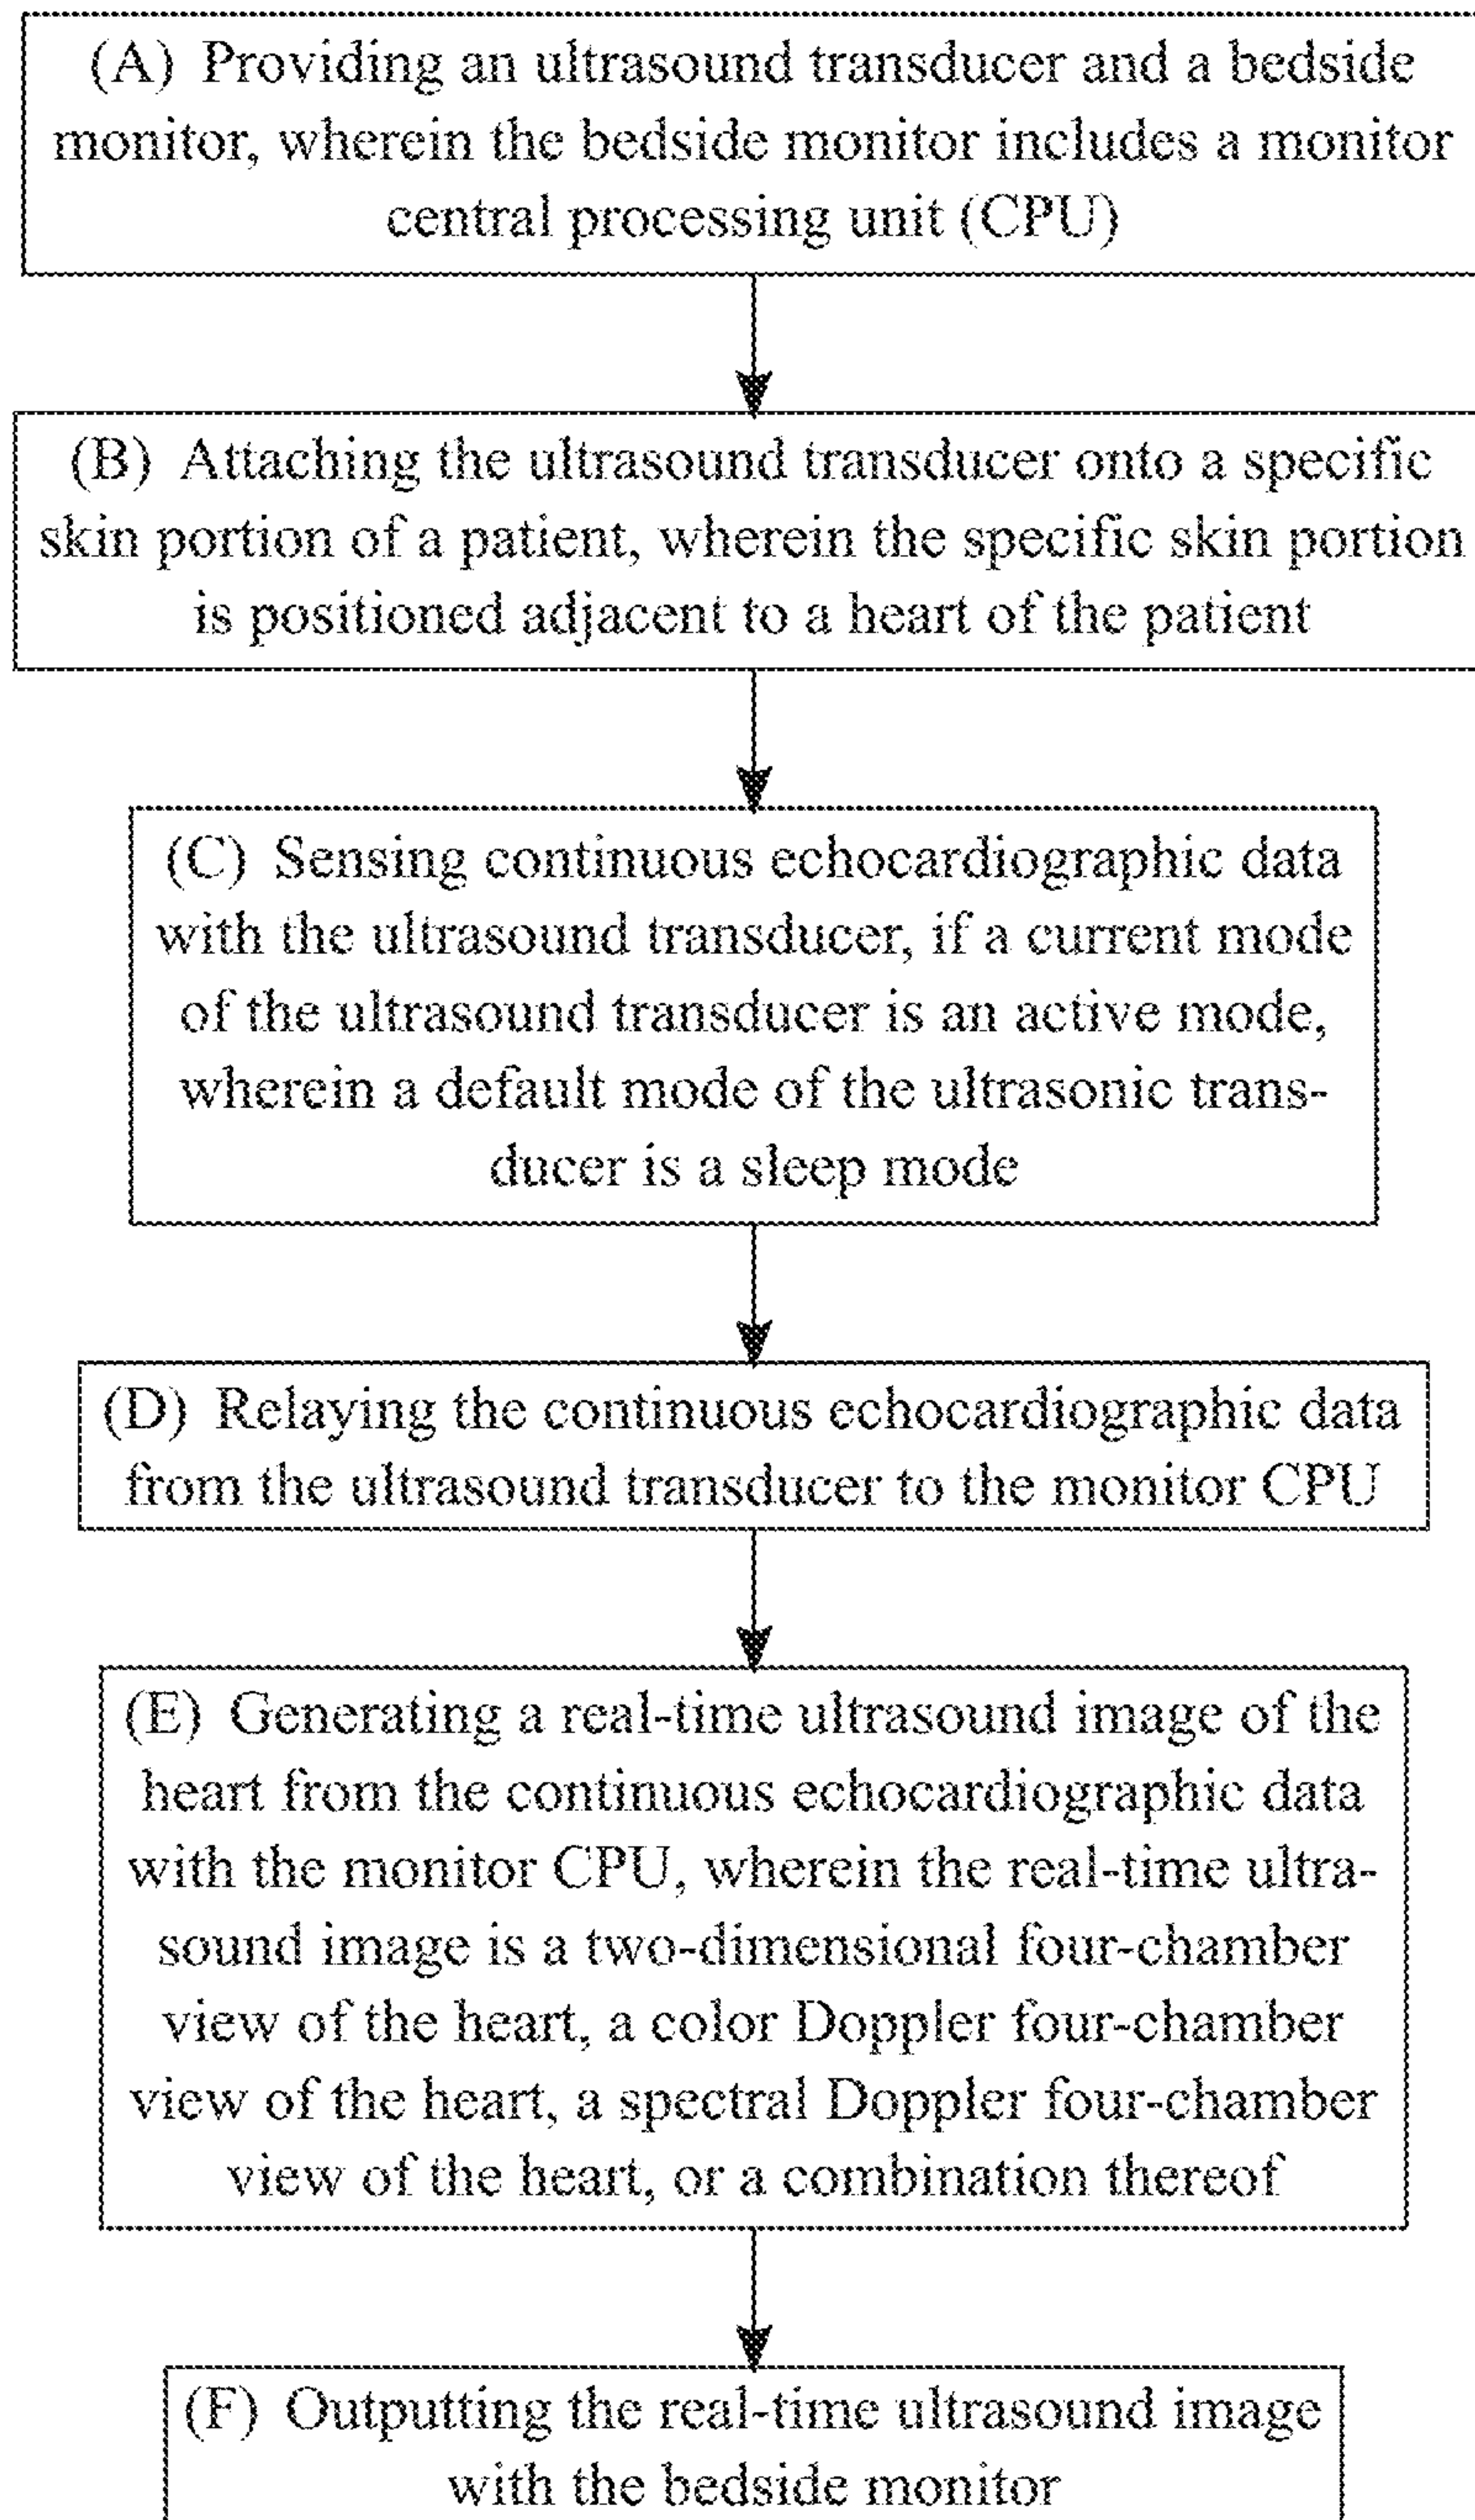 (A) Providing an ultrasound transducer and a bedside
monitor, wherein the bedside monitor includes a monitor
central processing unit (CPU)
(B) Attaching the ultrasound transducer onto a specific
skin portion of a patient, wherein the specific skin portion
is positioned adjacent to a heart of the patient
(C) Sensing continuous echocardiographic data
with the ultrasound transducer, if a current mode
of the ultrasound transducer is an active mode,
wherein a default mode of the ultrasonic trans-
ducer is a sleep mode
(D) Relaying the continuous echocardiographic data
from the ultrasound transducer to the monitor CPU
(E) Generating a real-time ultrasound image of the
heart from the continuous echocardiographic data
with the monitor CPU, wherein the real-time ultra-
sound image is a two-dimensional four-chamber
view of the heart, a color Doppler four-chamber
view of the heart, a spectral Doppler four-chamber
view of the heart, or a combination thereof
(F) Outputting the real-time ultrasound image
with the bedside monitor